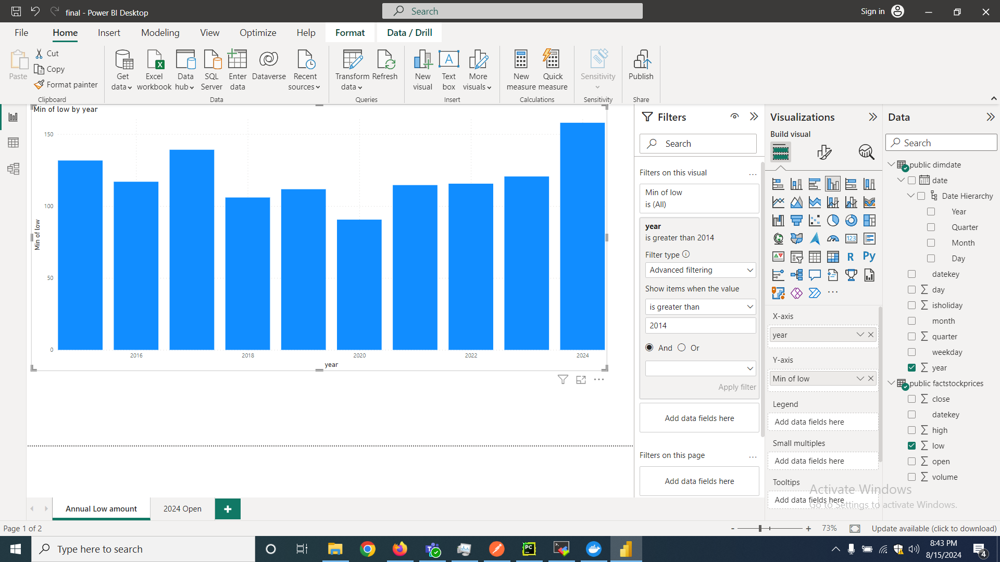 final - Power BI Desktop
Search
Sign in
File
Home
Insert
Modeling
View
Optimize
Help
Format
Data / Drill
Paste
Cut
Copy
Format painter
Clipboard
Get data
Excel workbook
Data hub
SQL Server
Enter data
Dataverse
Recent sources
Data
Transform data
Refresh
Queries
New visual
A
Text box
More visuals
Insert
New measure
Quick measure
Calculations
Sensitivity
Sensitivity
Publish
Share
Min of low by year
150
100
50
0
Min of low
2016
2018
2020
2022
2024
year
Filters
Search
Filters on this visual
...
Min of low
is (All)
year
is greater than 2014
Filter type
Advanced filtering
Show items when the value
is greater than
2014
And
Or
Apply filter
Add data fields here
Filters on this page
...
Add data fields here
Visualizations
Build visual
123
R
Py
...
X-axis
year
Y-axis
Min of low
Legend
Add data fields here
Small multiples
Add data fields here
Tooltips
Add data fields here
Data
Search
public dimdate
date
Date Hierarchy
Year
Quarter
Month
Day
datekey
day
isholiday
month
quarter
weekday
year
public factstockprices
close
datekey
high
low
open
volume
Activate Windows
Go to Settings to activate Windows.
Annual Low amount
2024 Open
+
Page 1 of 2
-
+
73%
Update available (click to download)
Type here to search
PC
8:43 PM
8/15/2024
4